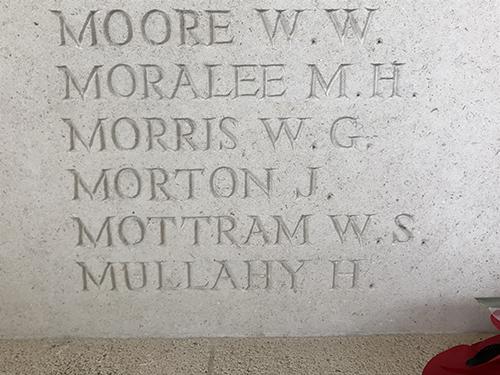 MOORE W.W.
MORALEE M.H.
MORRIS W.G.
MORTON J.
MOTTRAM W.S.
MULLAHY H.